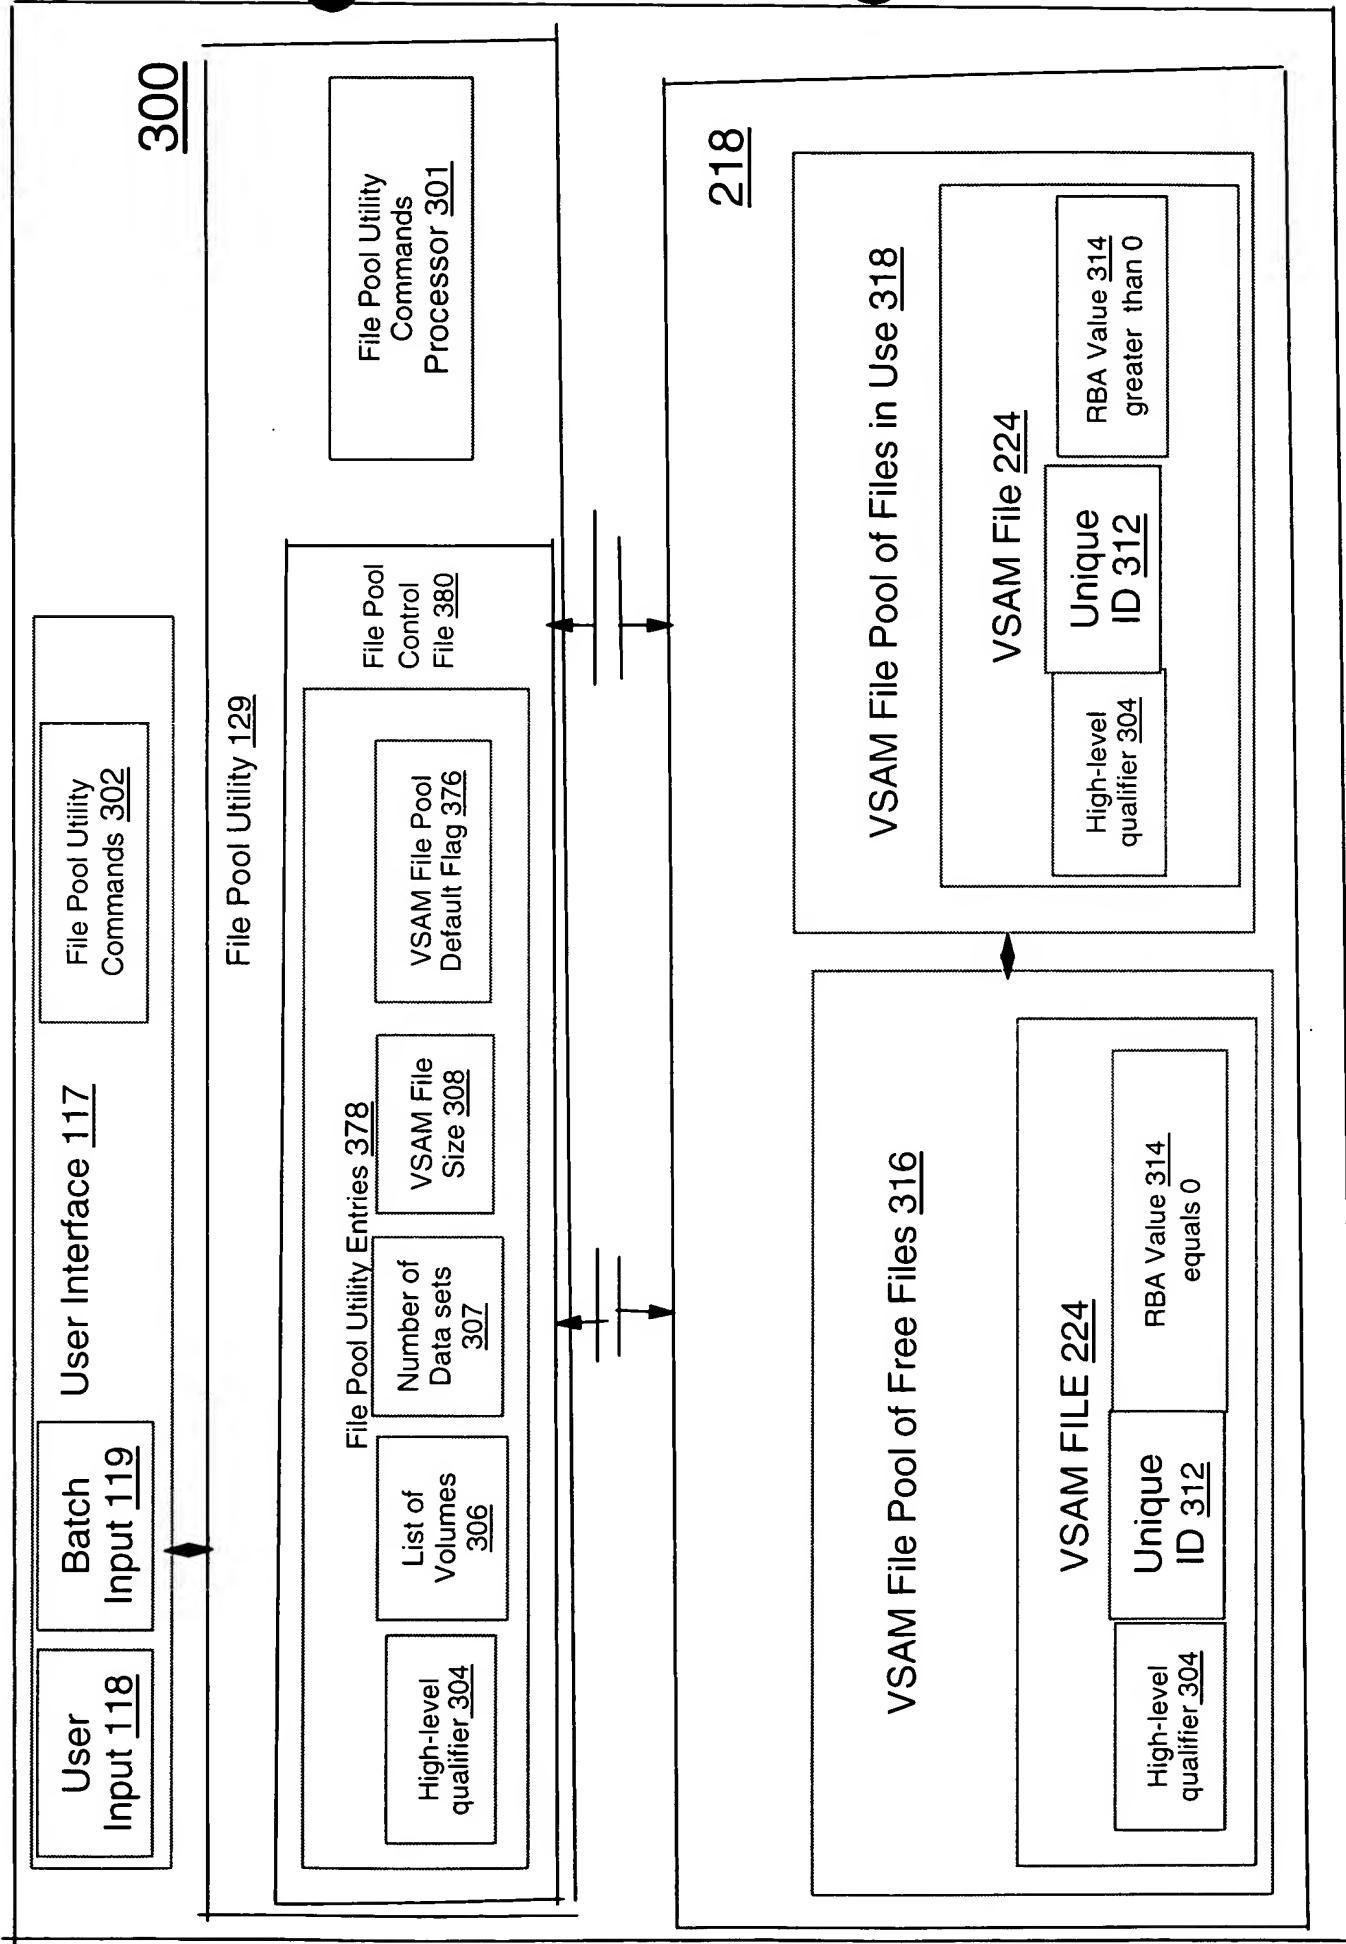 300
User
Input 118
Batch
Input 119
User Interface 117
File Pool Utility
Commands 302
File Pool Utility 129
File Pool Utility Entries 378
High-level
qualifier 304
List of
Volumes
306
Number of
Data sets
307
VSAM File
Size 308
VSAM File Pool
Default Flag 376
File Pool
Control
File 380
File Pool Utility
Commands
Processor 301
218
VSAM File Pool of Free Files 316
VSAM FILE 224
High-level
qualifier 304
Unique
ID 312
RBA Value 314
equals 0
VSAM File Pool of Files in Use 318
VSAM File 224
High-level
qualifier 304
Unique
ID 312
RBA Value 314
greater than 0